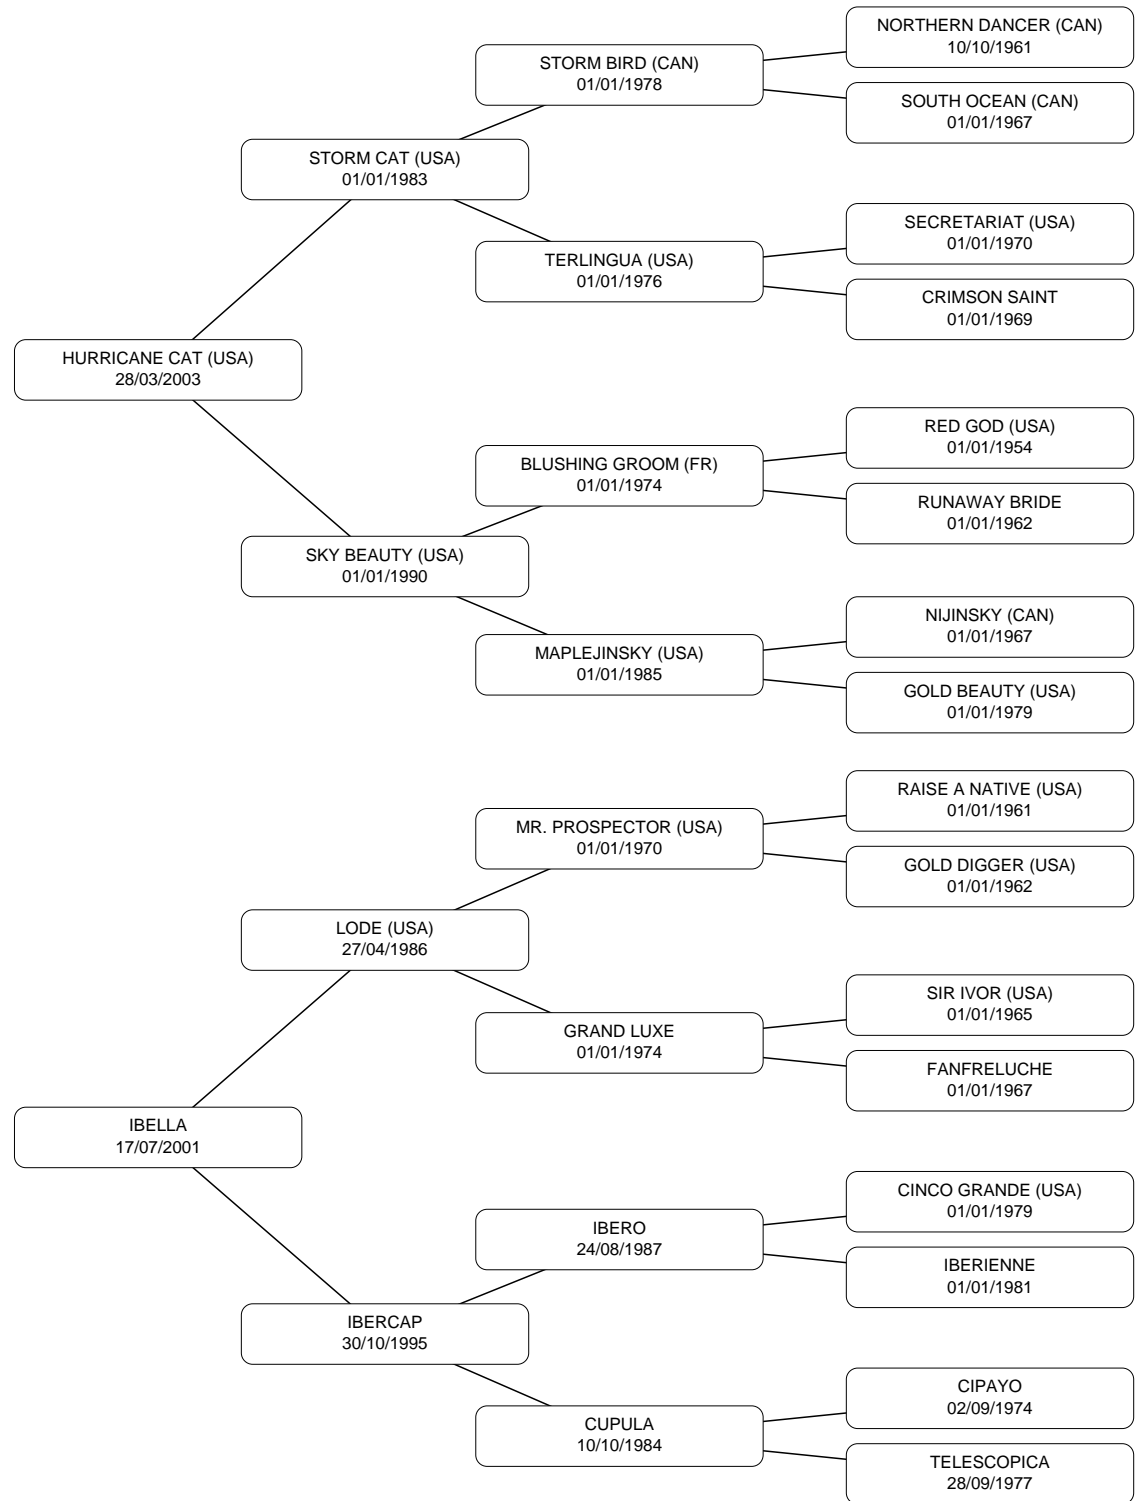 NORTHERN DANCER (CAN)
10/10/1961
STORM BIRD (CAN)
01/01/1978
SOUTH OCEAN (CAN)
01/01/1967
STORM CAT (USA)
01/01/1983
SECRETARIAT (USA)
01/01/1970
TERLINGUA (USA)
01/01/1976
CRIMSON SAINT
01/01/1969
HURRICANE CAT (USA)
28/03/2003
RED GOD (USA)
01/01/1954
BLUSHING GROOM (FR)
01/01/1974
RUNAWAY BRIDE
01/01/1962
SKY BEAUTY (USA)
01/01/1990
NIJINSKY (CAN)
01/01/1967
MAPLEJINSKY (USA)
01/01/1985
GOLD BEAUTY (USA)
01/01/1979
RAISE A NATIVE (USA)
01/01/1961
MR. PROSPECTOR (USA)
01/01/1970
GOLD DIGGER (USA)
01/01/1962
LODE (USA)
27/04/1986
SIR IVOR (USA)
01/01/1965
GRAND LUXE
01/01/1974
FANFRELUCHE
01/01/1967
IBELLA
17/07/2001
CINCO GRANDE (USA)
01/01/1979
IBERO
24/08/1987
IBERIENNE
01/01/1981
IBERCAP
30/10/1995
CIPAYO
02/09/1974
CUPULA
10/10/1984
TELESCOPICA
28/09/1977